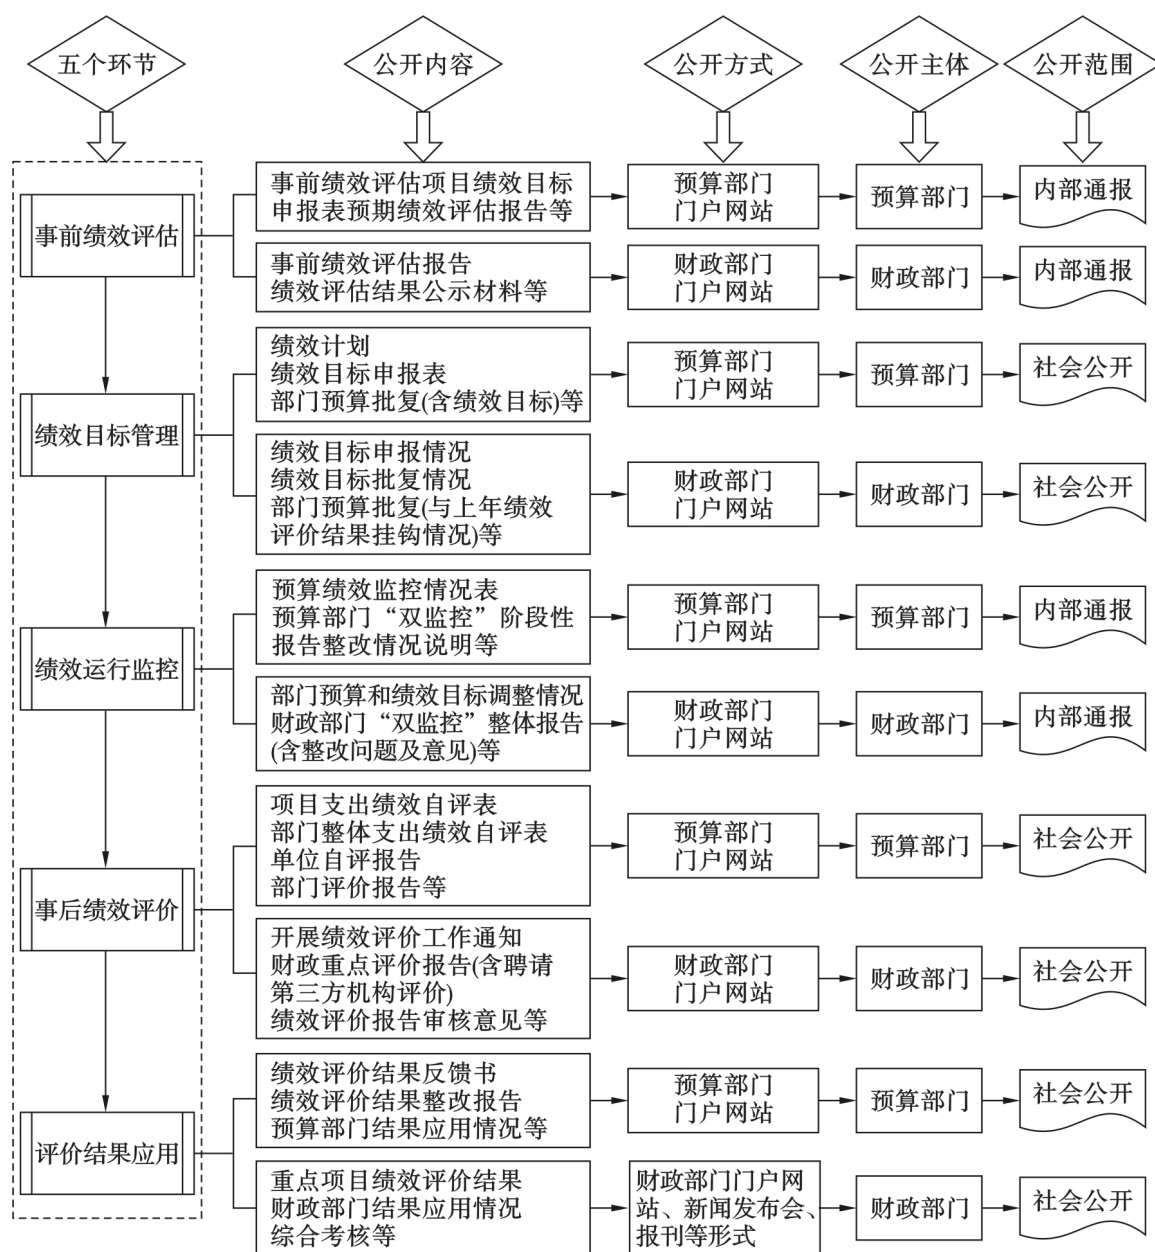 五个环节
公开内容
公开方式
公开主体
公开范围
事前绩效评估
事前绩效评估项目绩效目标
申报表预期绩效评估报告等
预算部门
门户网站
预算部门
内部通报
事前绩效评估报告
绩效评估结果公示材料等
财政部门
门户网站
财政部门
内部通报
绩效目标管理
绩效计划
绩效目标申报表
部门预算批复(含绩效目标)等
预算部门
门户网站
预算部门
社会公开
绩效目标申报情况
绩效目标批复情况
部门预算批复(与上年绩效
评价结果挂钩情况)等
财政部门
门户网站
财政部门
社会公开
绩效运行监控
预算绩效监控情况表
预算部门“双监控”阶段性
报告整改情况说明等
预算部门
门户网站
预算部门
内部通报
部门预算和绩效目标调整情况
财政部门“双监控”整体报告
(含整改问题及意见)等
财政部门
门户网站
财政部门
内部通报
事后绩效评价
项目支出绩效自评表
部门整体支出绩效自评表
单位自评报告
部门评价报告等
预算部门
门户网站
预算部门
社会公开
开展绩效评价工作通知
财政重点评价报告(含聘请
第三方机构评价)
绩效评价报告审核意见等
财政部门
门户网站
财政部门
社会公开
评价结果应用
绩效评价结果反馈书
绩效评价结果整改报告
预算部门结果应用情况等
预算部门
门户网站
预算部门
社会公开
重点项目绩效评价结果
财政部门结果应用情况
综合考核等
财政部门门户网
站、新闻发布会、
报刊等形式
财政部门
社会公开